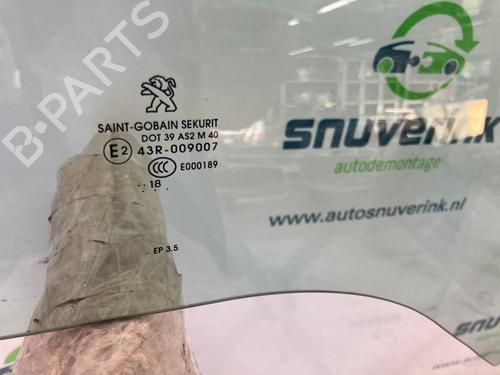 B-PARTS
SAINT-GOBAIN SEKURIT
DOT 39 AS2 M 40
E2 43R-009007
CCC E000189
..18.
EP 3.5
snuverink
autodemontage
www.autosnuverink.nl